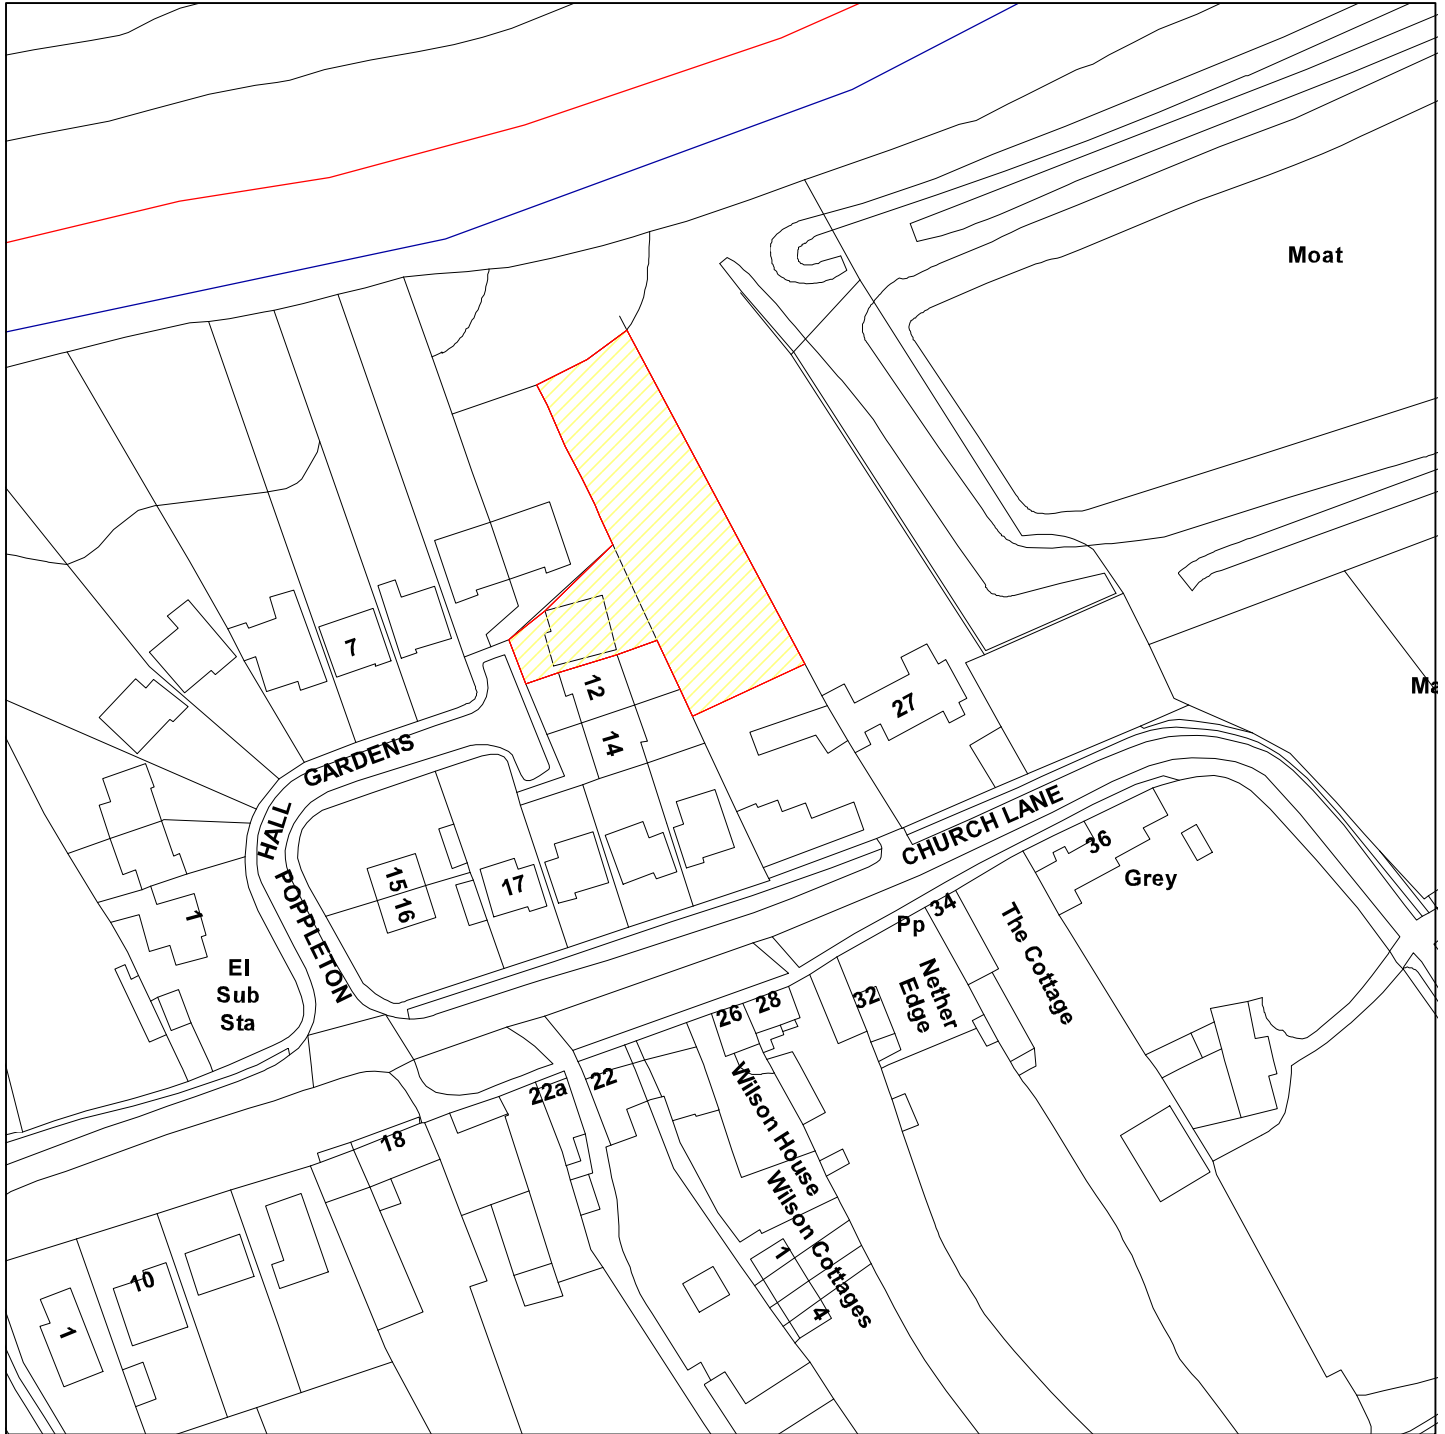 Moat
7
12
14
27
Ma
HALL
GARDENS
POPPLETON
CHURCH LANE
36
Grey
15
16
17
1
El
Sub
Sta
34
Pp
The Cottage
Nether
Edge
32
28
26
22
22a
18
Wilson House
Wilson Cottages
1
4
10
1